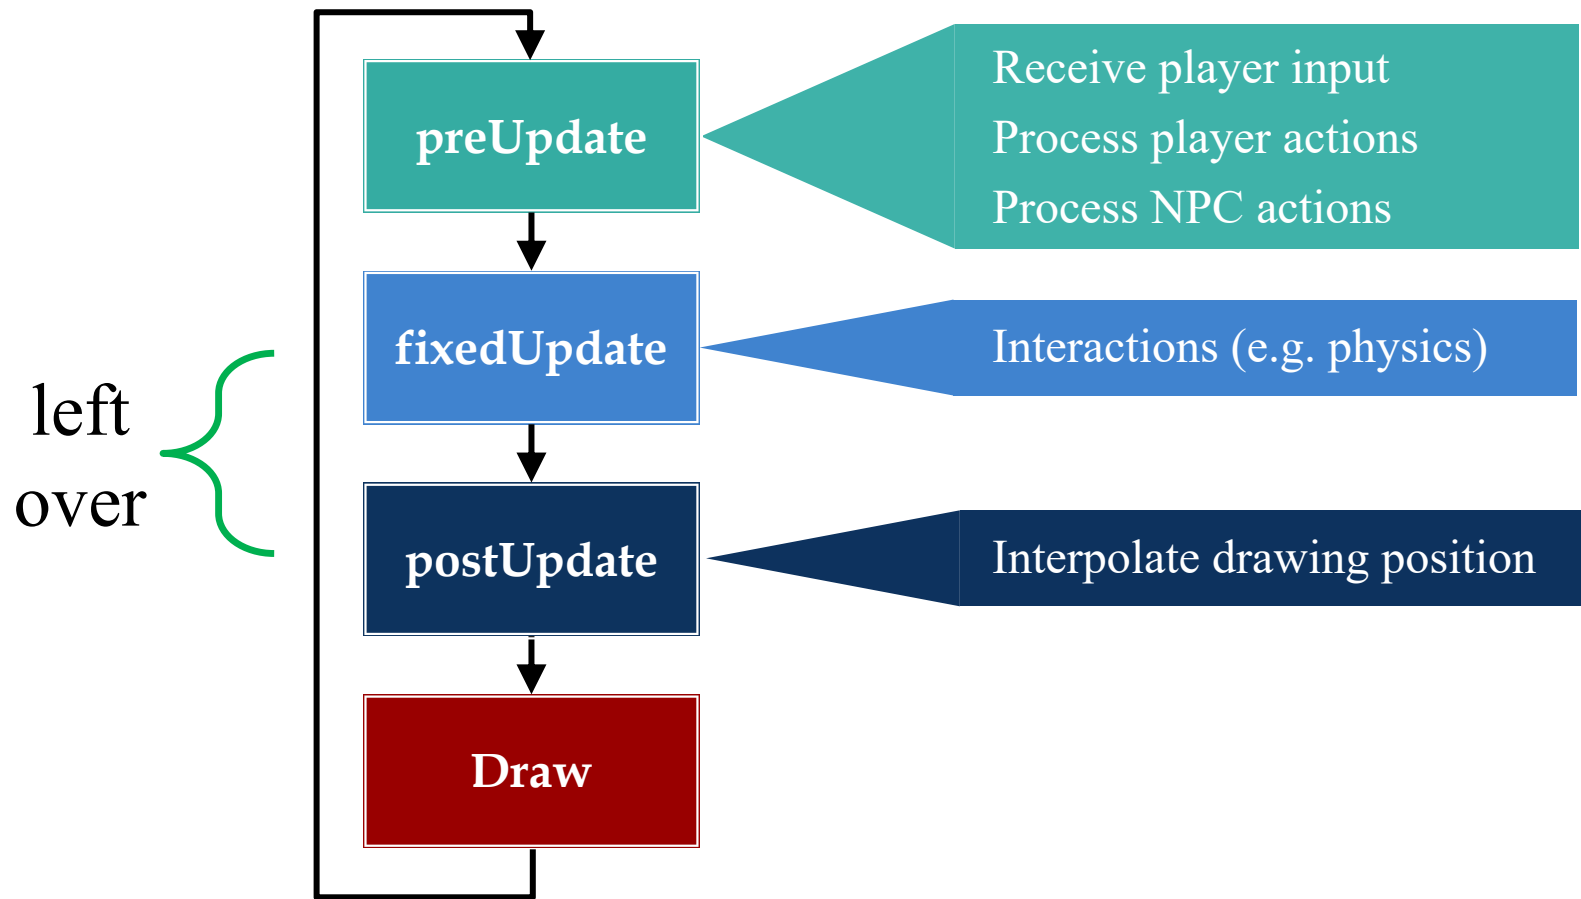 preUpdate
Receive player input
Process player actions
Process NPC actions
fixedUpdate
Interactions (e.g. physics)
left
over
postUpdate
Interpolate drawing position
Draw